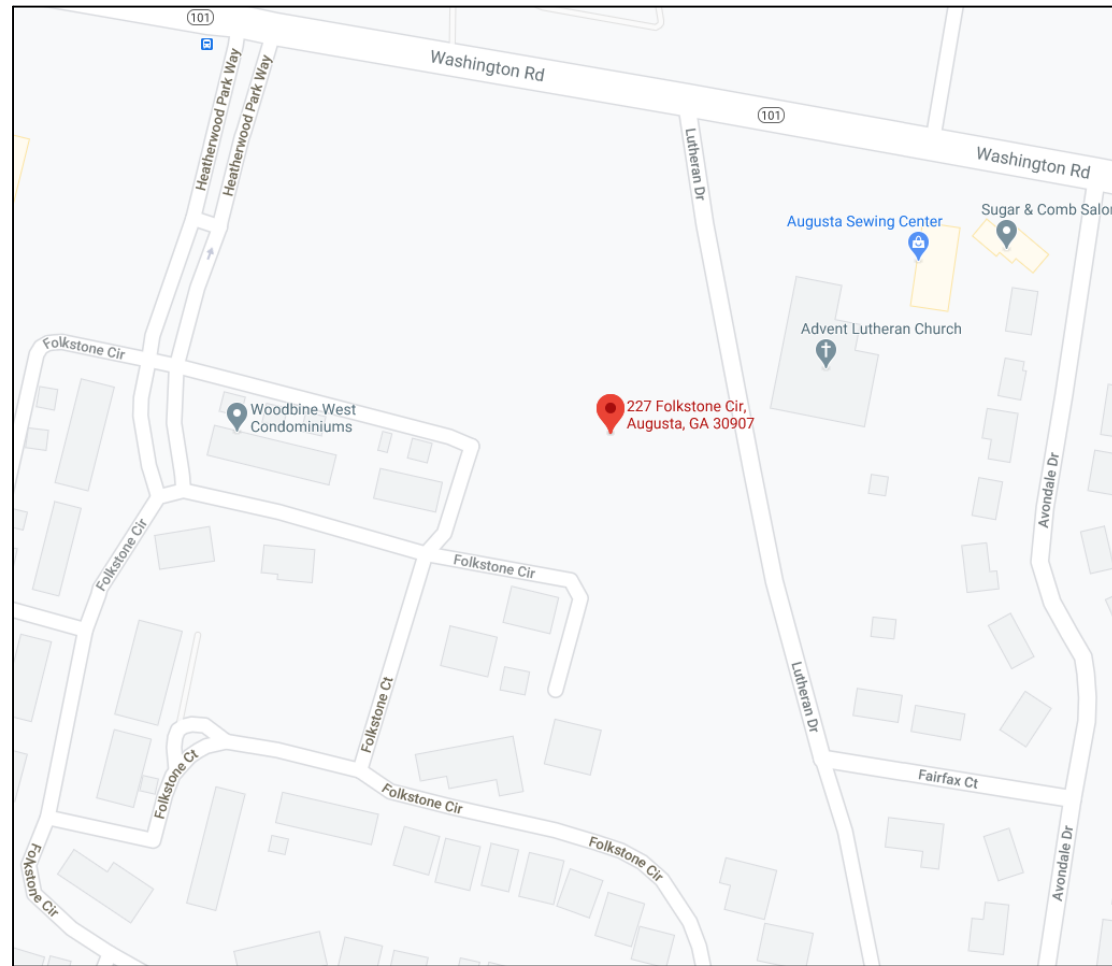 101
Washington Rd
Heatherwood Park Way
Heatherwood Park Way
101
Lutheran Dr
Washington Rd
Sugar & Comb Salon
Augusta Sewing Center
Advent Lutheran Church
Folkstone Cir
Woodbine West
Condominiums
227 Folkstone Cir,
Augusta, GA 30907
Avondale Dr
Folkstone Cir
Folkstone Cir
Folkstone Ct
Lutheran Dr
Folkstone Ct
Folkstone Cir
Fairfax Ct
Folkstone Cir
Folkstone Cir
Avondale Dr